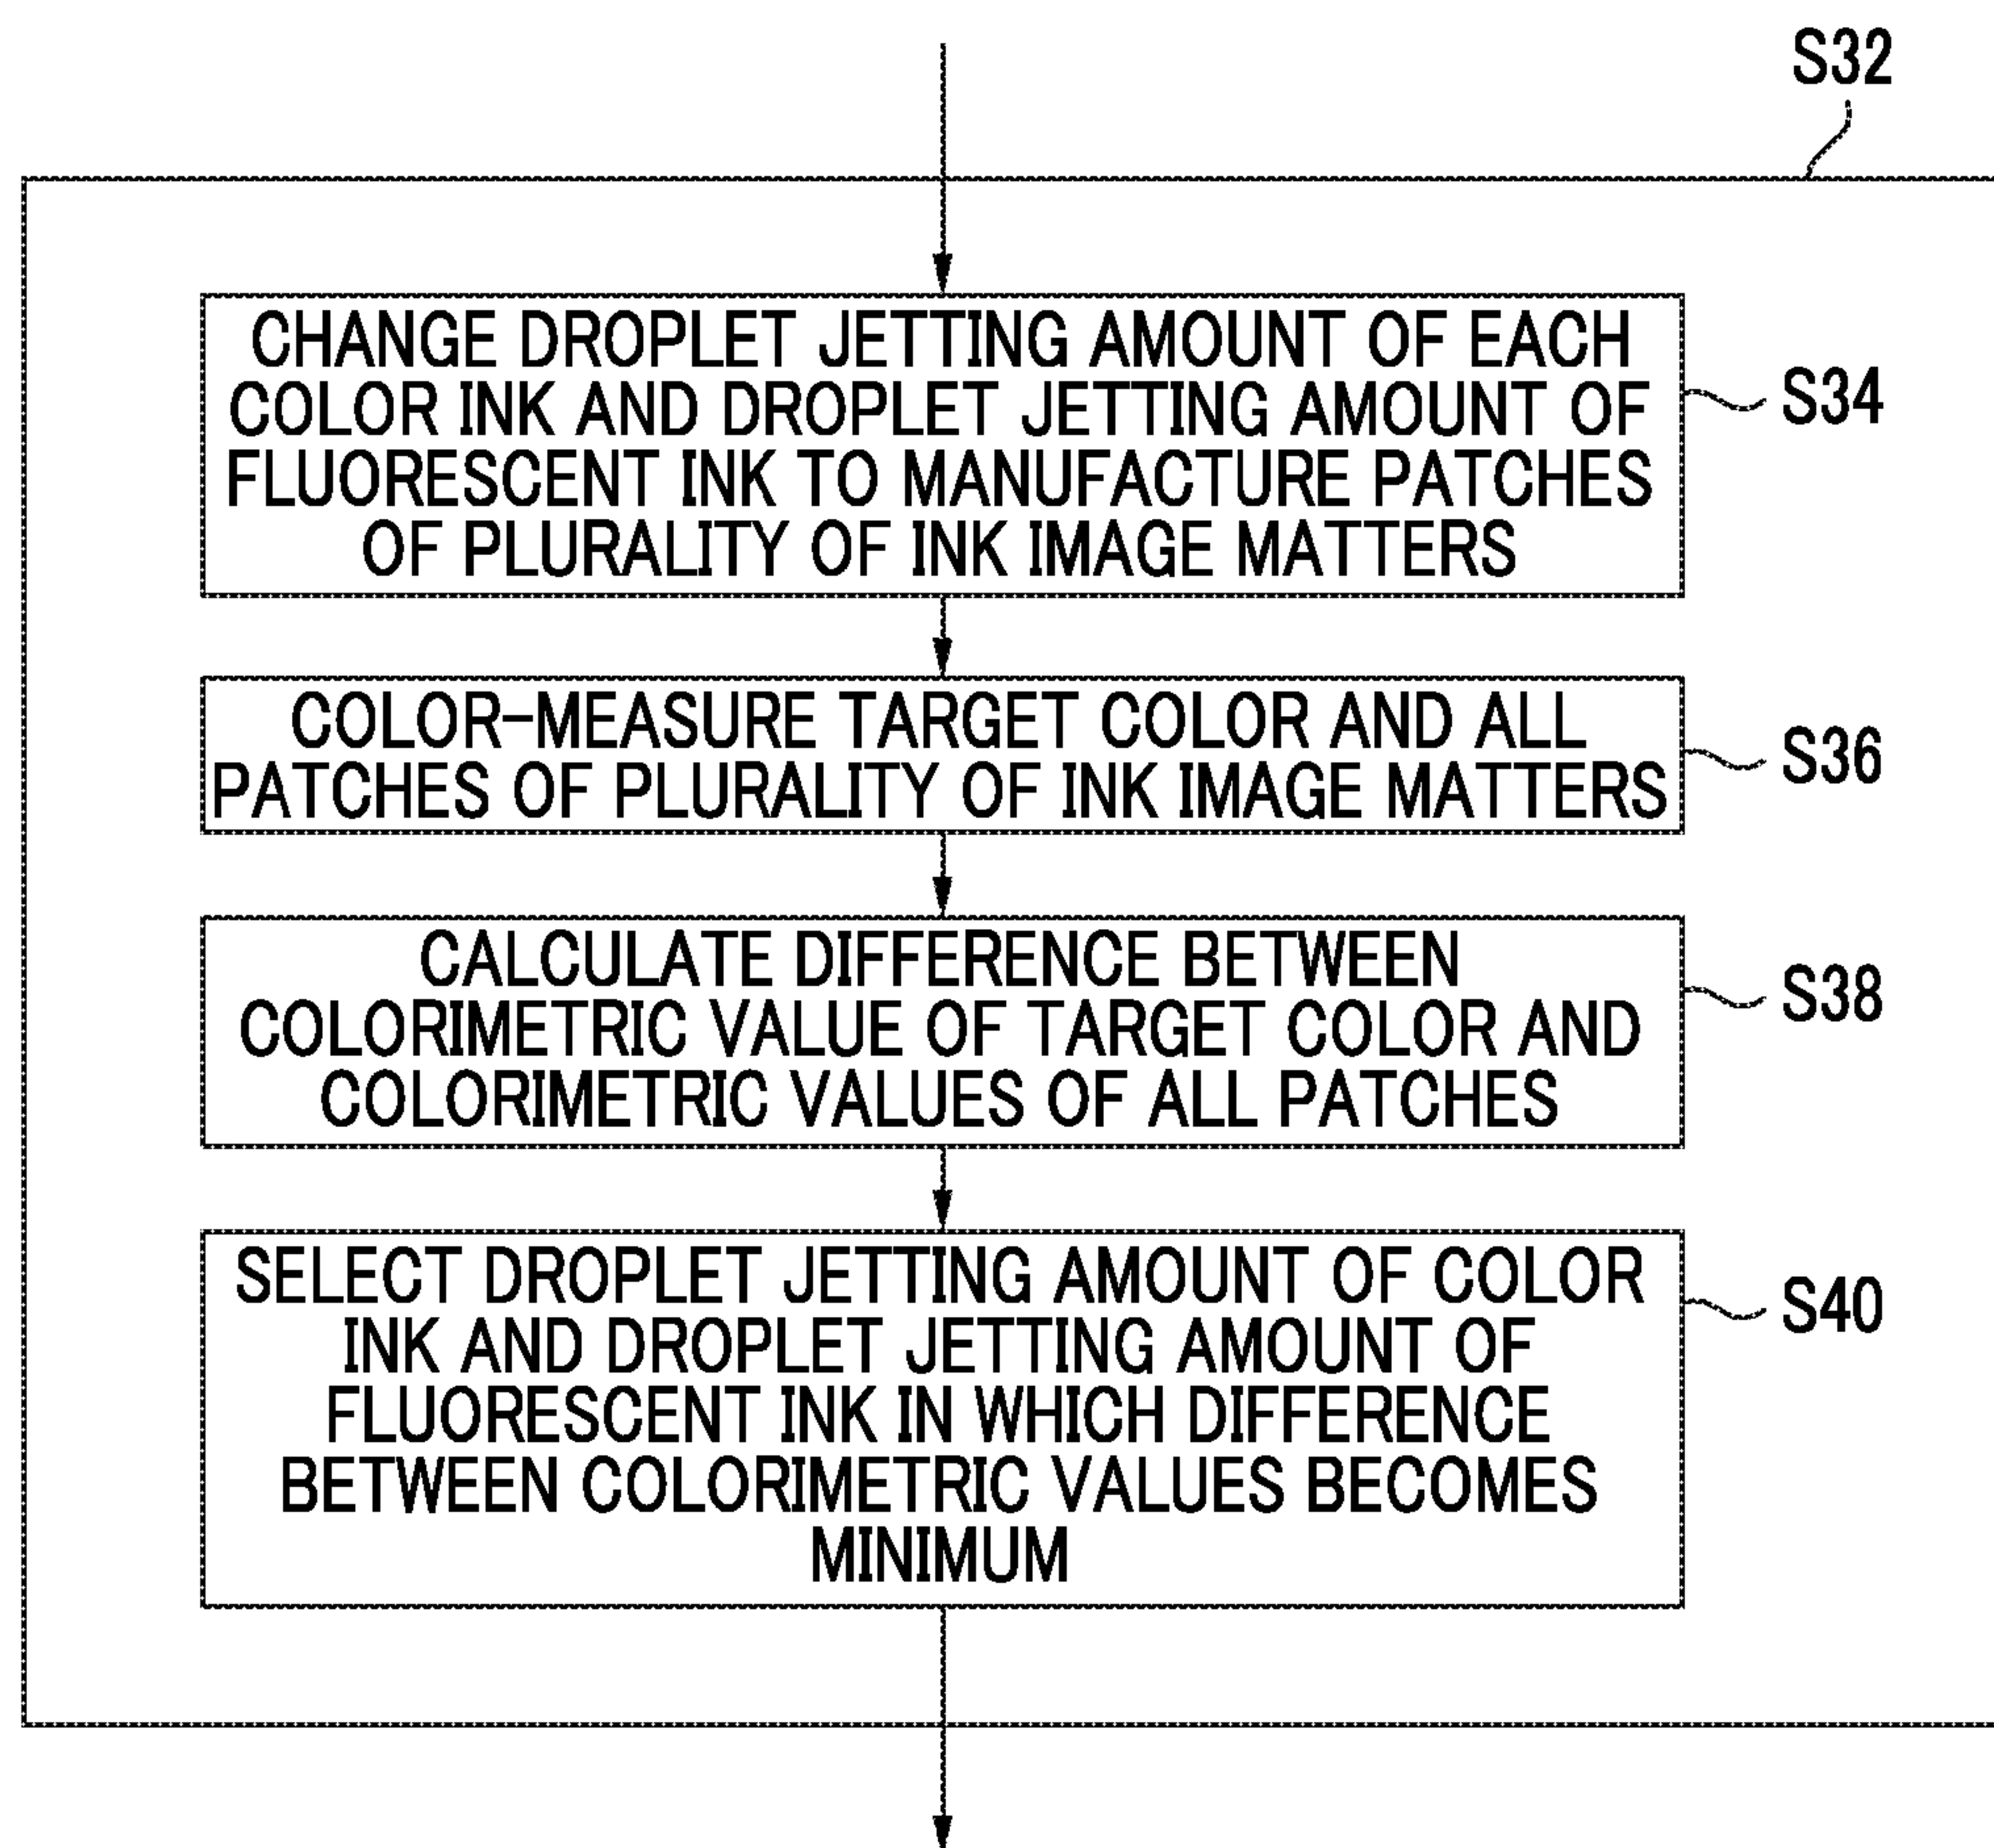 S32
CHANGE DROPLET JETTING AMOUNT OF EACH
COLOR INK AND DROPLET JETTING AMOUNT OF
FLUORESCENT INK TO MANUFACTURE PATCHES
OF PLURALITY OF INK IMAGE MATTERS
S34
COLOR-MEASURE TARGET COLOR AND ALL
PATCHES OF PLURALITY OF INK IMAGE MATTERS
S36
CALCULATE DIFFERENCE BETWEEN
COLORIMETRIC VALUE OF TARGET COLOR AND
COLORIMETRIC VALUES OF ALL PATCHES
S38
SELECT DROPLET JETTING AMOUNT OF COLOR
INK AND DROPLET JETTING AMOUNT OF
FLUORESCENT INK IN WHICH DIFFERENCE
BETWEEN COLORIMETRIC VALUES BECOMES
MINIMUM
S40